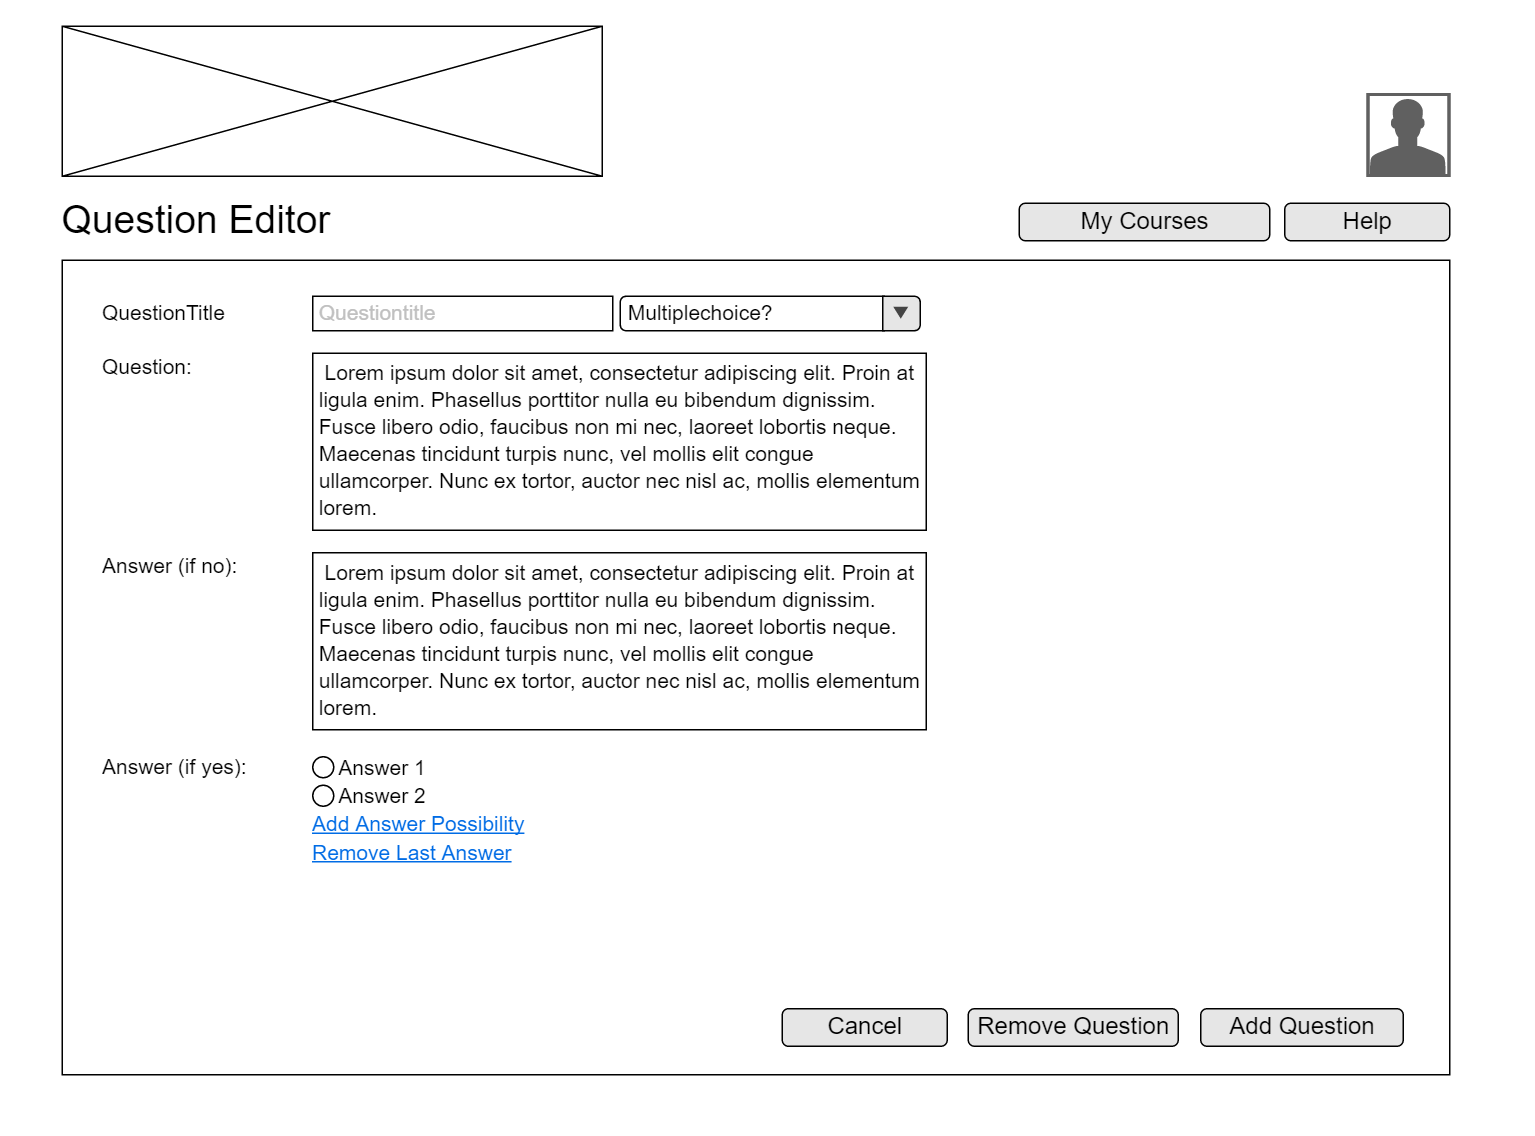 Question Editor
My Courses
Help
QuestionTitle
Questiontitle
Multiplechoice?
Question:
Lorem ipsum dolor sit amet, consectetur adipiscing elit. Proin at
ligula enim. Phasellus porttitor nulla eu bibendum dignissim.
Fusce libero odio, faucibus non mi nec, laoreet lobortis neque.
Maecenas tincidunt turpis nunc, vel mollis elit congue
ullamcorper. Nunc ex tortor, auctor nec nisl ac, mollis elementum
lorem.
Answer (if no):
Lorem ipsum dolor sit amet, consectetur adipiscing elit. Proin at
ligula enim. Phasellus porttitor nulla eu bibendum dignissim.
Fusce libero odio, faucibus non mi nec, laoreet lobortis neque.
Maecenas tincidunt turpis nunc, vel mollis elit congue
ullamcorper. Nunc ex tortor, auctor nec nisl ac, mollis elementum
lorem.
Answer (if yes):
Answer 1
Answer 2
Add Answer Possibility
Remove Last Answer
Cancel
Remove Question
Add Question